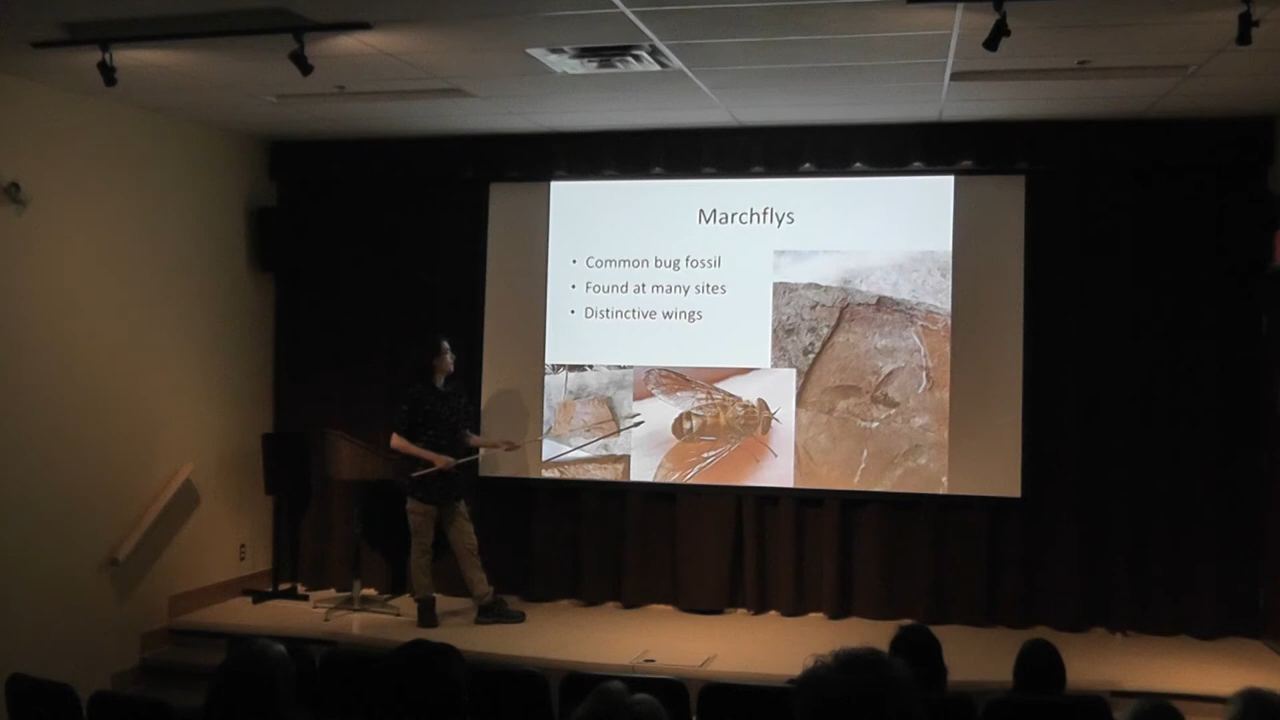 Marchflys
• Common bug fossil
• Found at many sites
• Distinctive wings